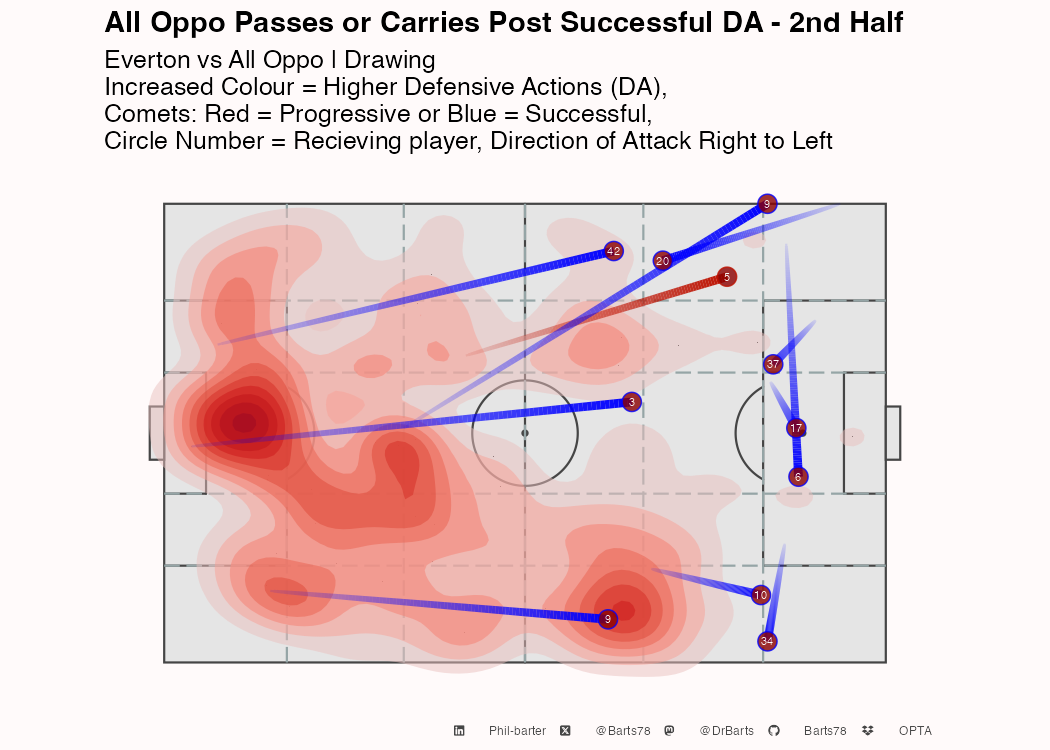 All Oppo Passes or Carries Post Successful DA - 2nd Half
Everton vs All Oppo | Drawing
Increased Colour = Higher Defensive Actions (DA),
Comets: Red = Progressive or Blue = Successful,
Circle Number = Recieving player, Direction of Attack Right to Left
9
42
20
5
37
3
17
6
10
9
34
Phil-barter @Barts78 @DrBarts Barts78 OPTA